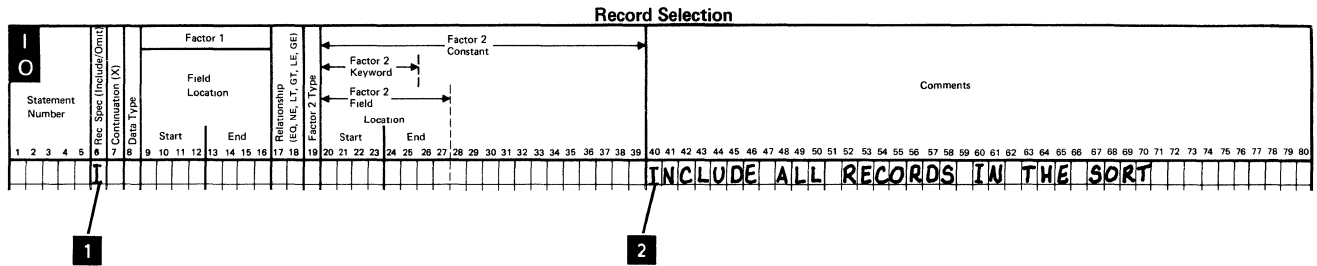 Record Selection
I
O
Statement
Number
Rec Spec (Include/Omit)
Continuation (X)
Data Type
Factor 1
Field
Location
Start End
Relationship
(EQ, NE, LT, GT, LE, GE)
Factor 2 Type
Factor 2
Constant
Factor 2
Keyword
Factor 2
Field
Location
Start End
Comments
1 2 3 4 5 6 7 8 9 10 11 12 13 14 15 16 17 18 19 20 21 22 23 24 25 26 27 28 29 30 31 32 33 34 35 36 37 38 39 40 41 42 43 44 45 46 47 48 49 50 51 52 53 54 55 56 57 58 59 60 61 62 63 64 65 66 67 68 69 70 71 72 73 74 75 76 77 78 79 80
I INCLUDE ALL RECORDS IN THE SORT
1 2